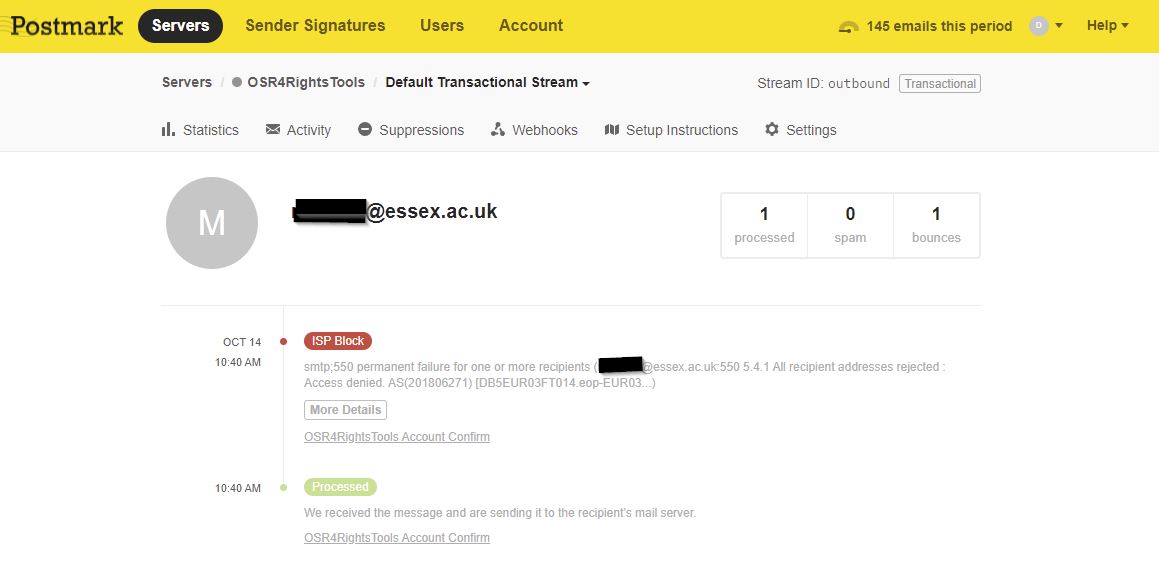 Postmark Servers Sender Signatures Users Account 145 emails this period D Help
Servers / OSR4RightsTools / Default Transactional Stream Stream ID: outbound Transactional
Statistics Activity Suppressions Webhooks Setup Instructions Settings
M
@essex.ac.uk
1 0 1
processed spam bounces
OCT 14 ISP Block
10:40 AM
smtp;550 permanent failure for one or more recipients ( @essex.ac.uk:550 5.4.1 All recipient addresses rejected :
Access denied. AS(201806271) [DB5EUR03FT014.eop-EUR03...)
More Details
OSR4RightsTools Account Confirm
10:40 AM Processed
We received the message and are sending it to the recipient's mail server.
OSR4RightsTools Account Confirm